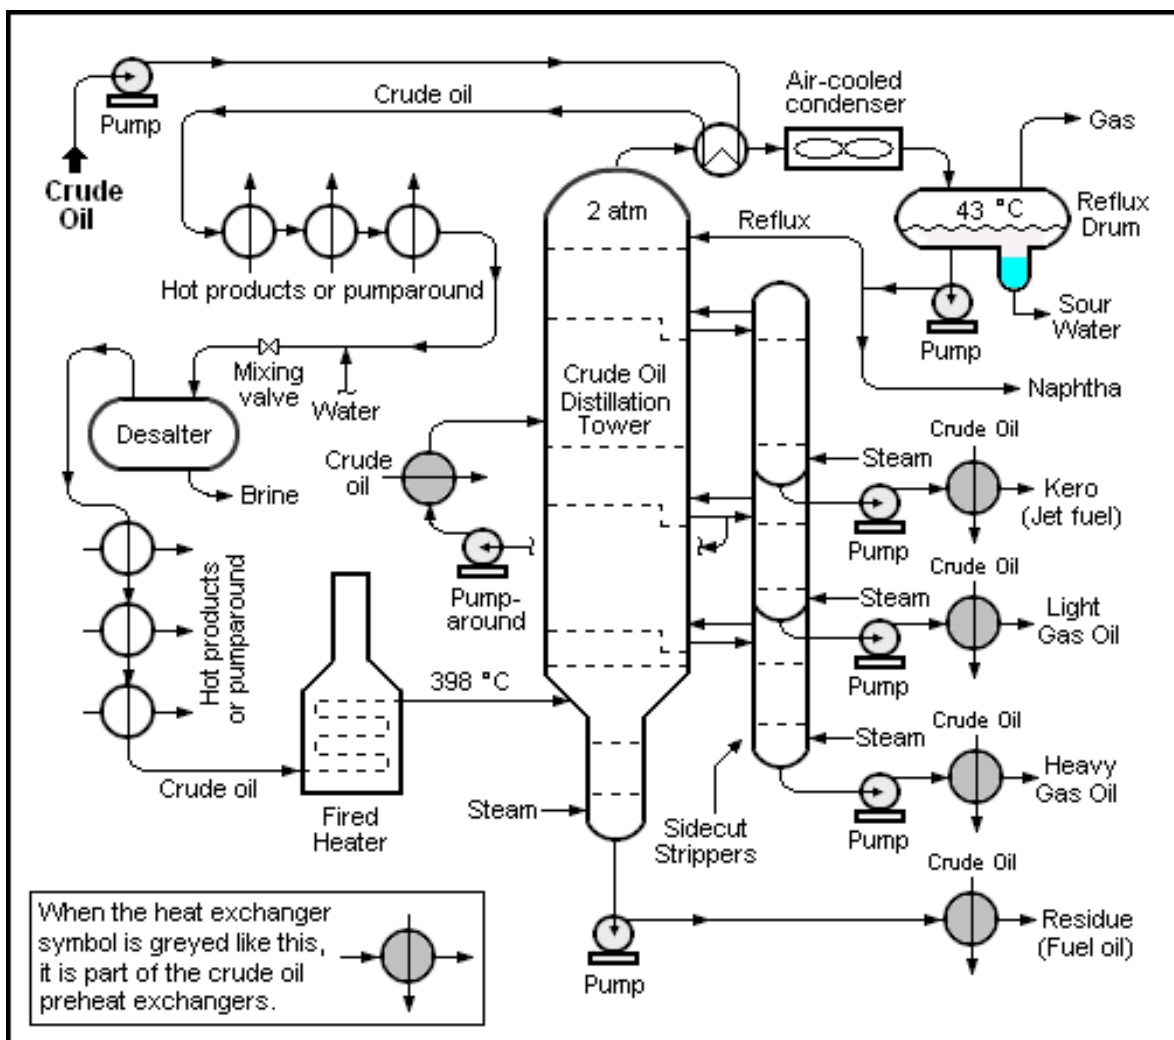 Pump
Crude
Oil
Crude oil
Air-cooled
condenser
Gas
2 atm
43 °C
Reflux
Drum
Reflux
Hot products or pumparound
Sour
Water
Pump
Mixing
valve
Water
Crude Oil
Distillation
Tower
Naphtha
Desalter
Brine
Crude
oil
Crude Oil
Steam
Kero
(Jet fuel)
Pump
Pump-
around
Hot products
or pumparound
Crude Oil
Steam
Light
Gas Oil
Pump
398 °C
Crude Oil
Steam
Heavy
Gas Oil
Pump
Crude oil
Fired
Heater
Steam
Sidecut
Strippers
Crude Oil
Residue
(Fuel oil)
Pump
When the heat exchanger
symbol is greyed like this,
it is part of the crude oil
preheat exchangers.